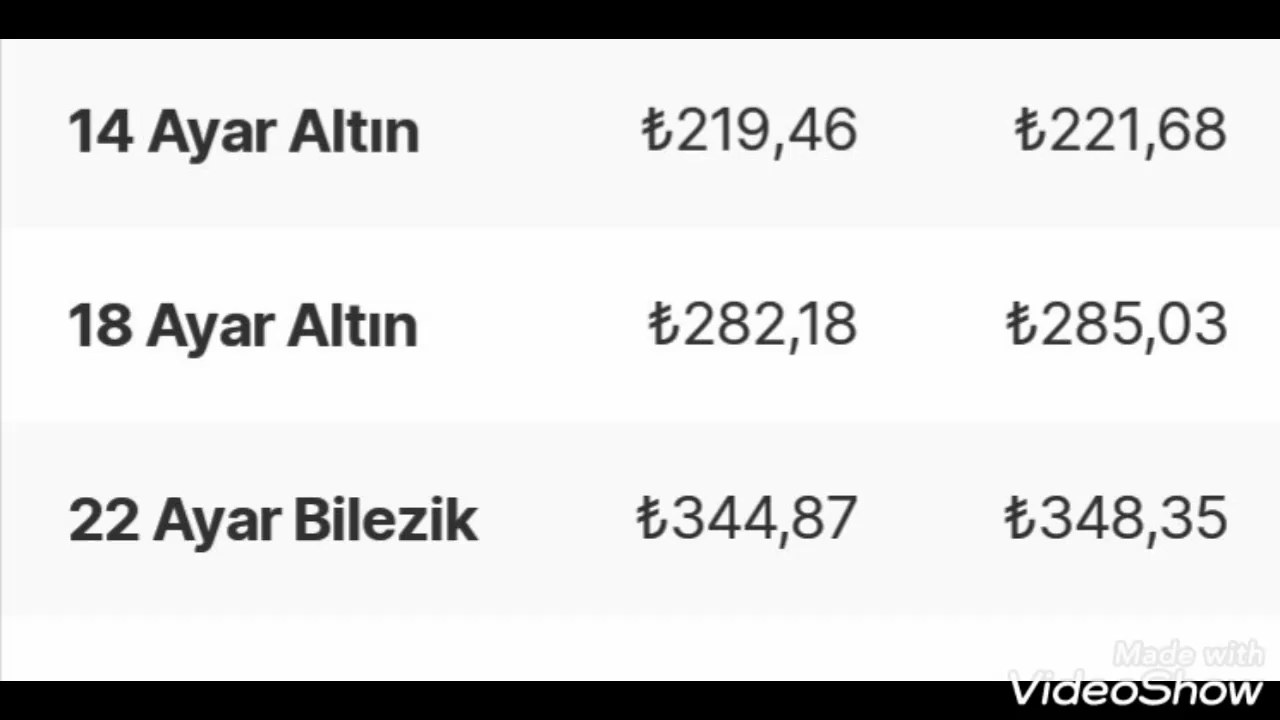 14 Ayar Altın ₺219,46 ₺221,68
18 Ayar Altın ₺282,18 ₺285,03
22 Ayar Bilezik ₺344,87 ₺348,35
Made with
VideoShow